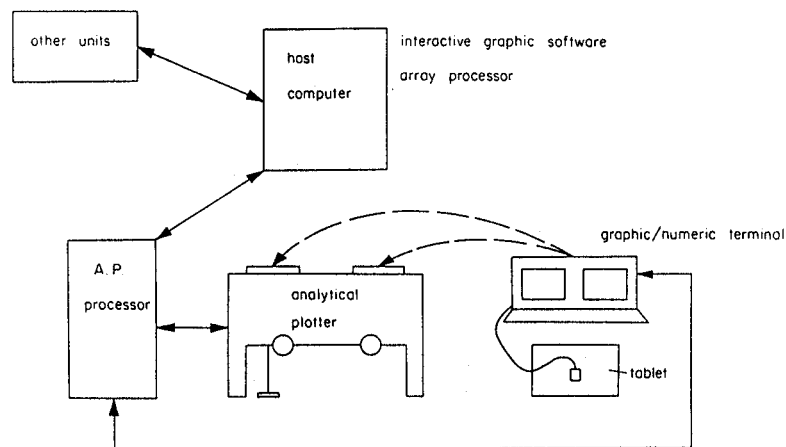 other units
host
computer
interactive graphic software
array processor
graphic/numeric terminal
A.P.
processor
analytical
plotter
tablet